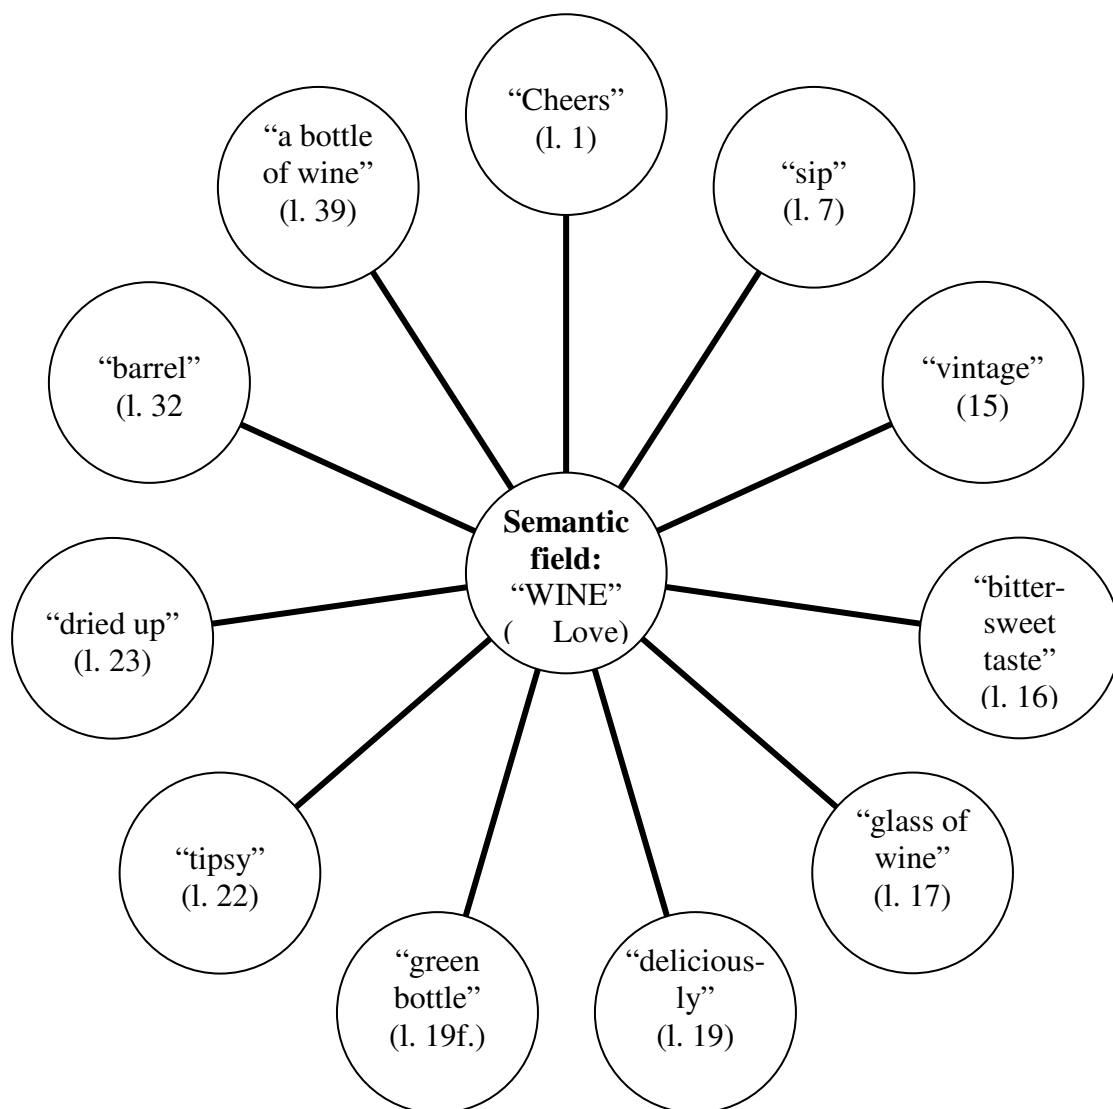 “Cheers”
(l. 1)
“sip”
(l. 7)
“vintage”
(15)
“bitter-
sweet
taste”
(l. 16)
“glass of
wine”
(l. 17)
“delicious-
ly”
(l. 19)
“green
bottle”
(l. 19f.)
“tipsy”
(l. 22)
“dried up”
(l. 23)
“barrel”
(l. 32
“a bottle
of wine”
(l. 39)
Semantic
field:
“WINE”
( Love)